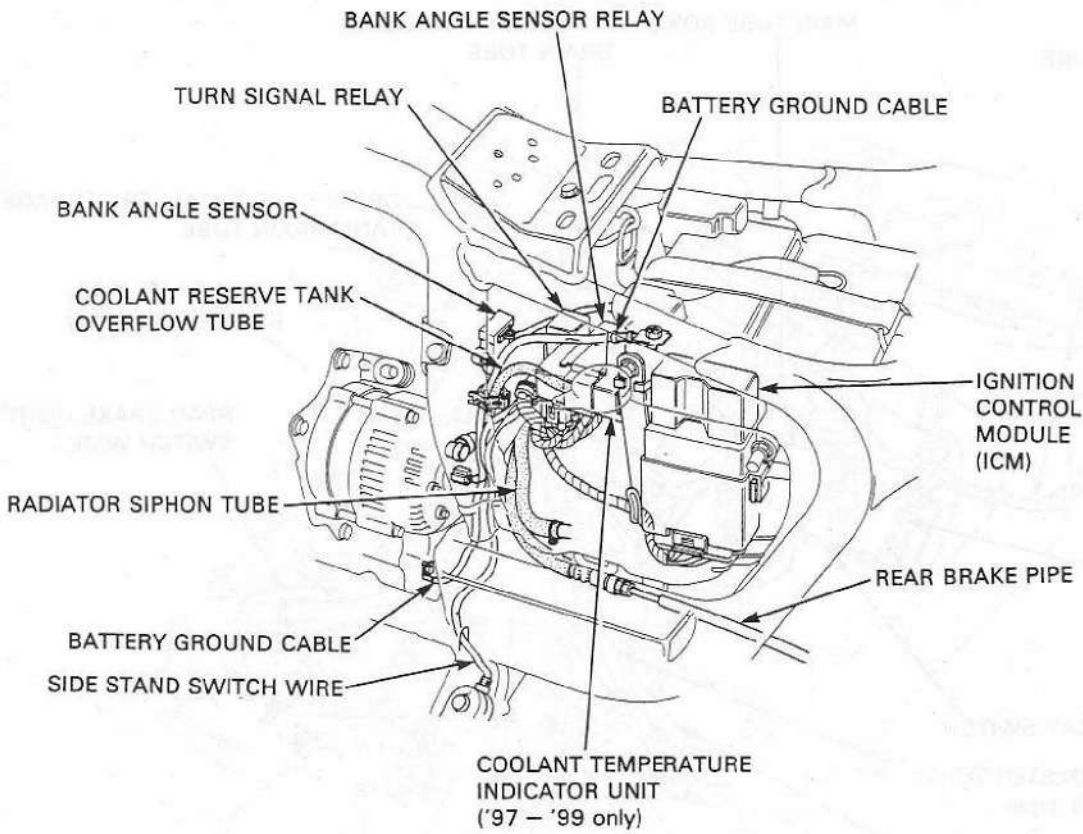 BANK ANGLE SENSOR RELAY
TURN SIGNAL RELAY
BATTERY GROUND CABLE
BANK ANGLE SENSOR
COOLANT RESERVE TANK
OVERFLOW TUBE
IGNITION
CONTROL
MODULE
(ICM)
RADIATOR SIPHON TUBE
REAR BRAKE PIPE
BATTERY GROUND CABLE
SIDE STAND SWITCH WIRE
COOLANT TEMPERATURE
INDICATOR UNIT
('97 – '99 only)